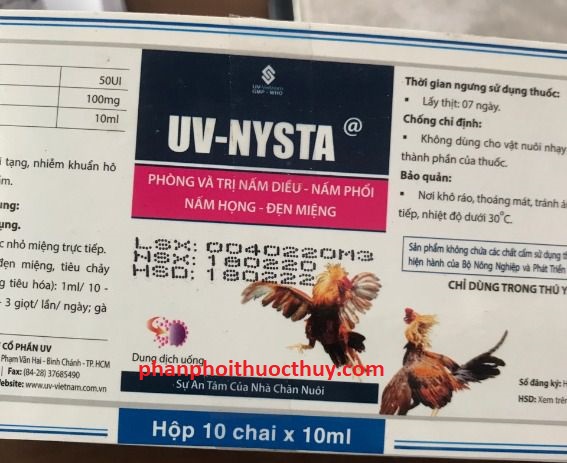 50UI
100mg
10ml
tạng, nhiễm khuẩn hô
ụng.
nhỏ miệng trực tiếp.
đẹn miệng, tiêu chảy
tiêu hóa): 1ml/ 10 -
3 giọt/ lần/ ngày; gà
CỔ PHẦN UV
Phạm Văn Hai - Bình Chánh - TP.HCM
Fax: (84-28) 37685490
Website: www.uv-vietnam.com.vn
GMP - WHO
UV-NYSTA @
PHÒNG VÀ TRỊ NẤM DIỀU - NẤM PHỔI
NẤM HỌNG - ĐẸN MIỆNG
LSX: 004022OM3
NSX: 180220
HSD: 180222
Dung dịch uống
phanphoithuocthuy.com
Sự An Tâm Của Nhà Chăn Nuôi
Hộp 10 chai x 10ml
Thời gian ngưng sử dụng thuốc:
▪ Lấy thịt: 07 ngày.
Chống chỉ định:
▪ Không dùng cho vật nuôi nhạy
thành phần của thuốc.
Bảo quản:
▪ Nơi khô ráo, thoáng mát, tránh
tiếp, nhiệt độ dưới 30°C.
Sản phẩm không chứa các chất cấm sử dụng
hiện hành của Bộ Nông Nghiệp và Phát Triển
CHỈ DÙNG TRONG THÚ Y
Số đăng ký:
HSD: Xem trên